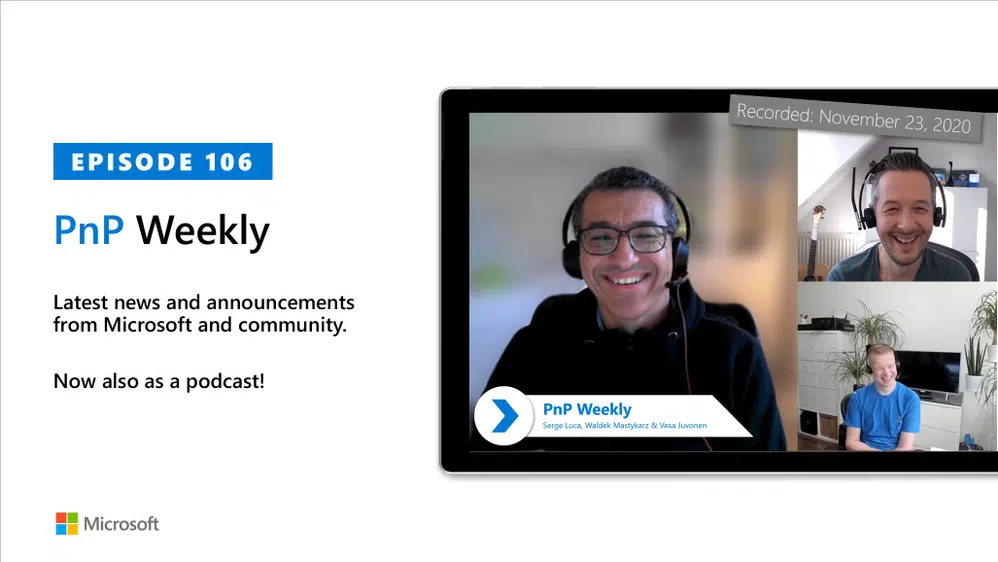 EPISODE 106
PnP Weekly
Latest news and announcements
from Microsoft and community.
Now also as a podcast!
Microsoft
Recorded: November 23, 2020
PnP Weekly
Serge Luca, Waldek Mastykarz & Vesa Juvonen